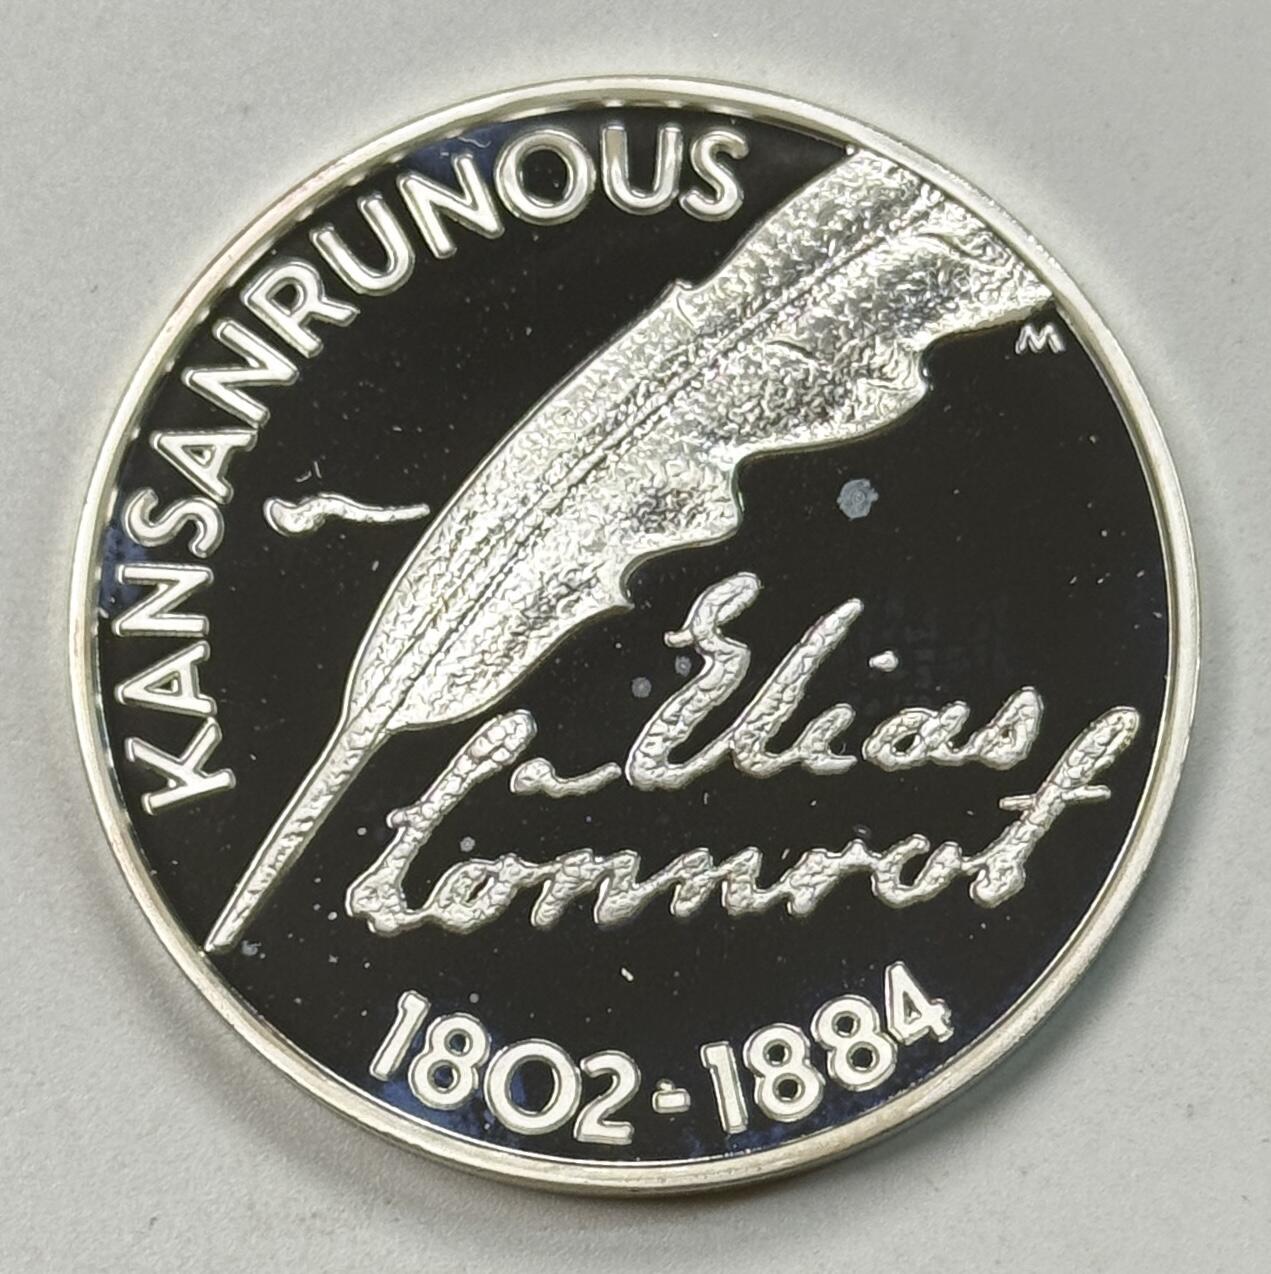 KANSANRUNOUS
M
Elias
Lönnrot
1802-1884